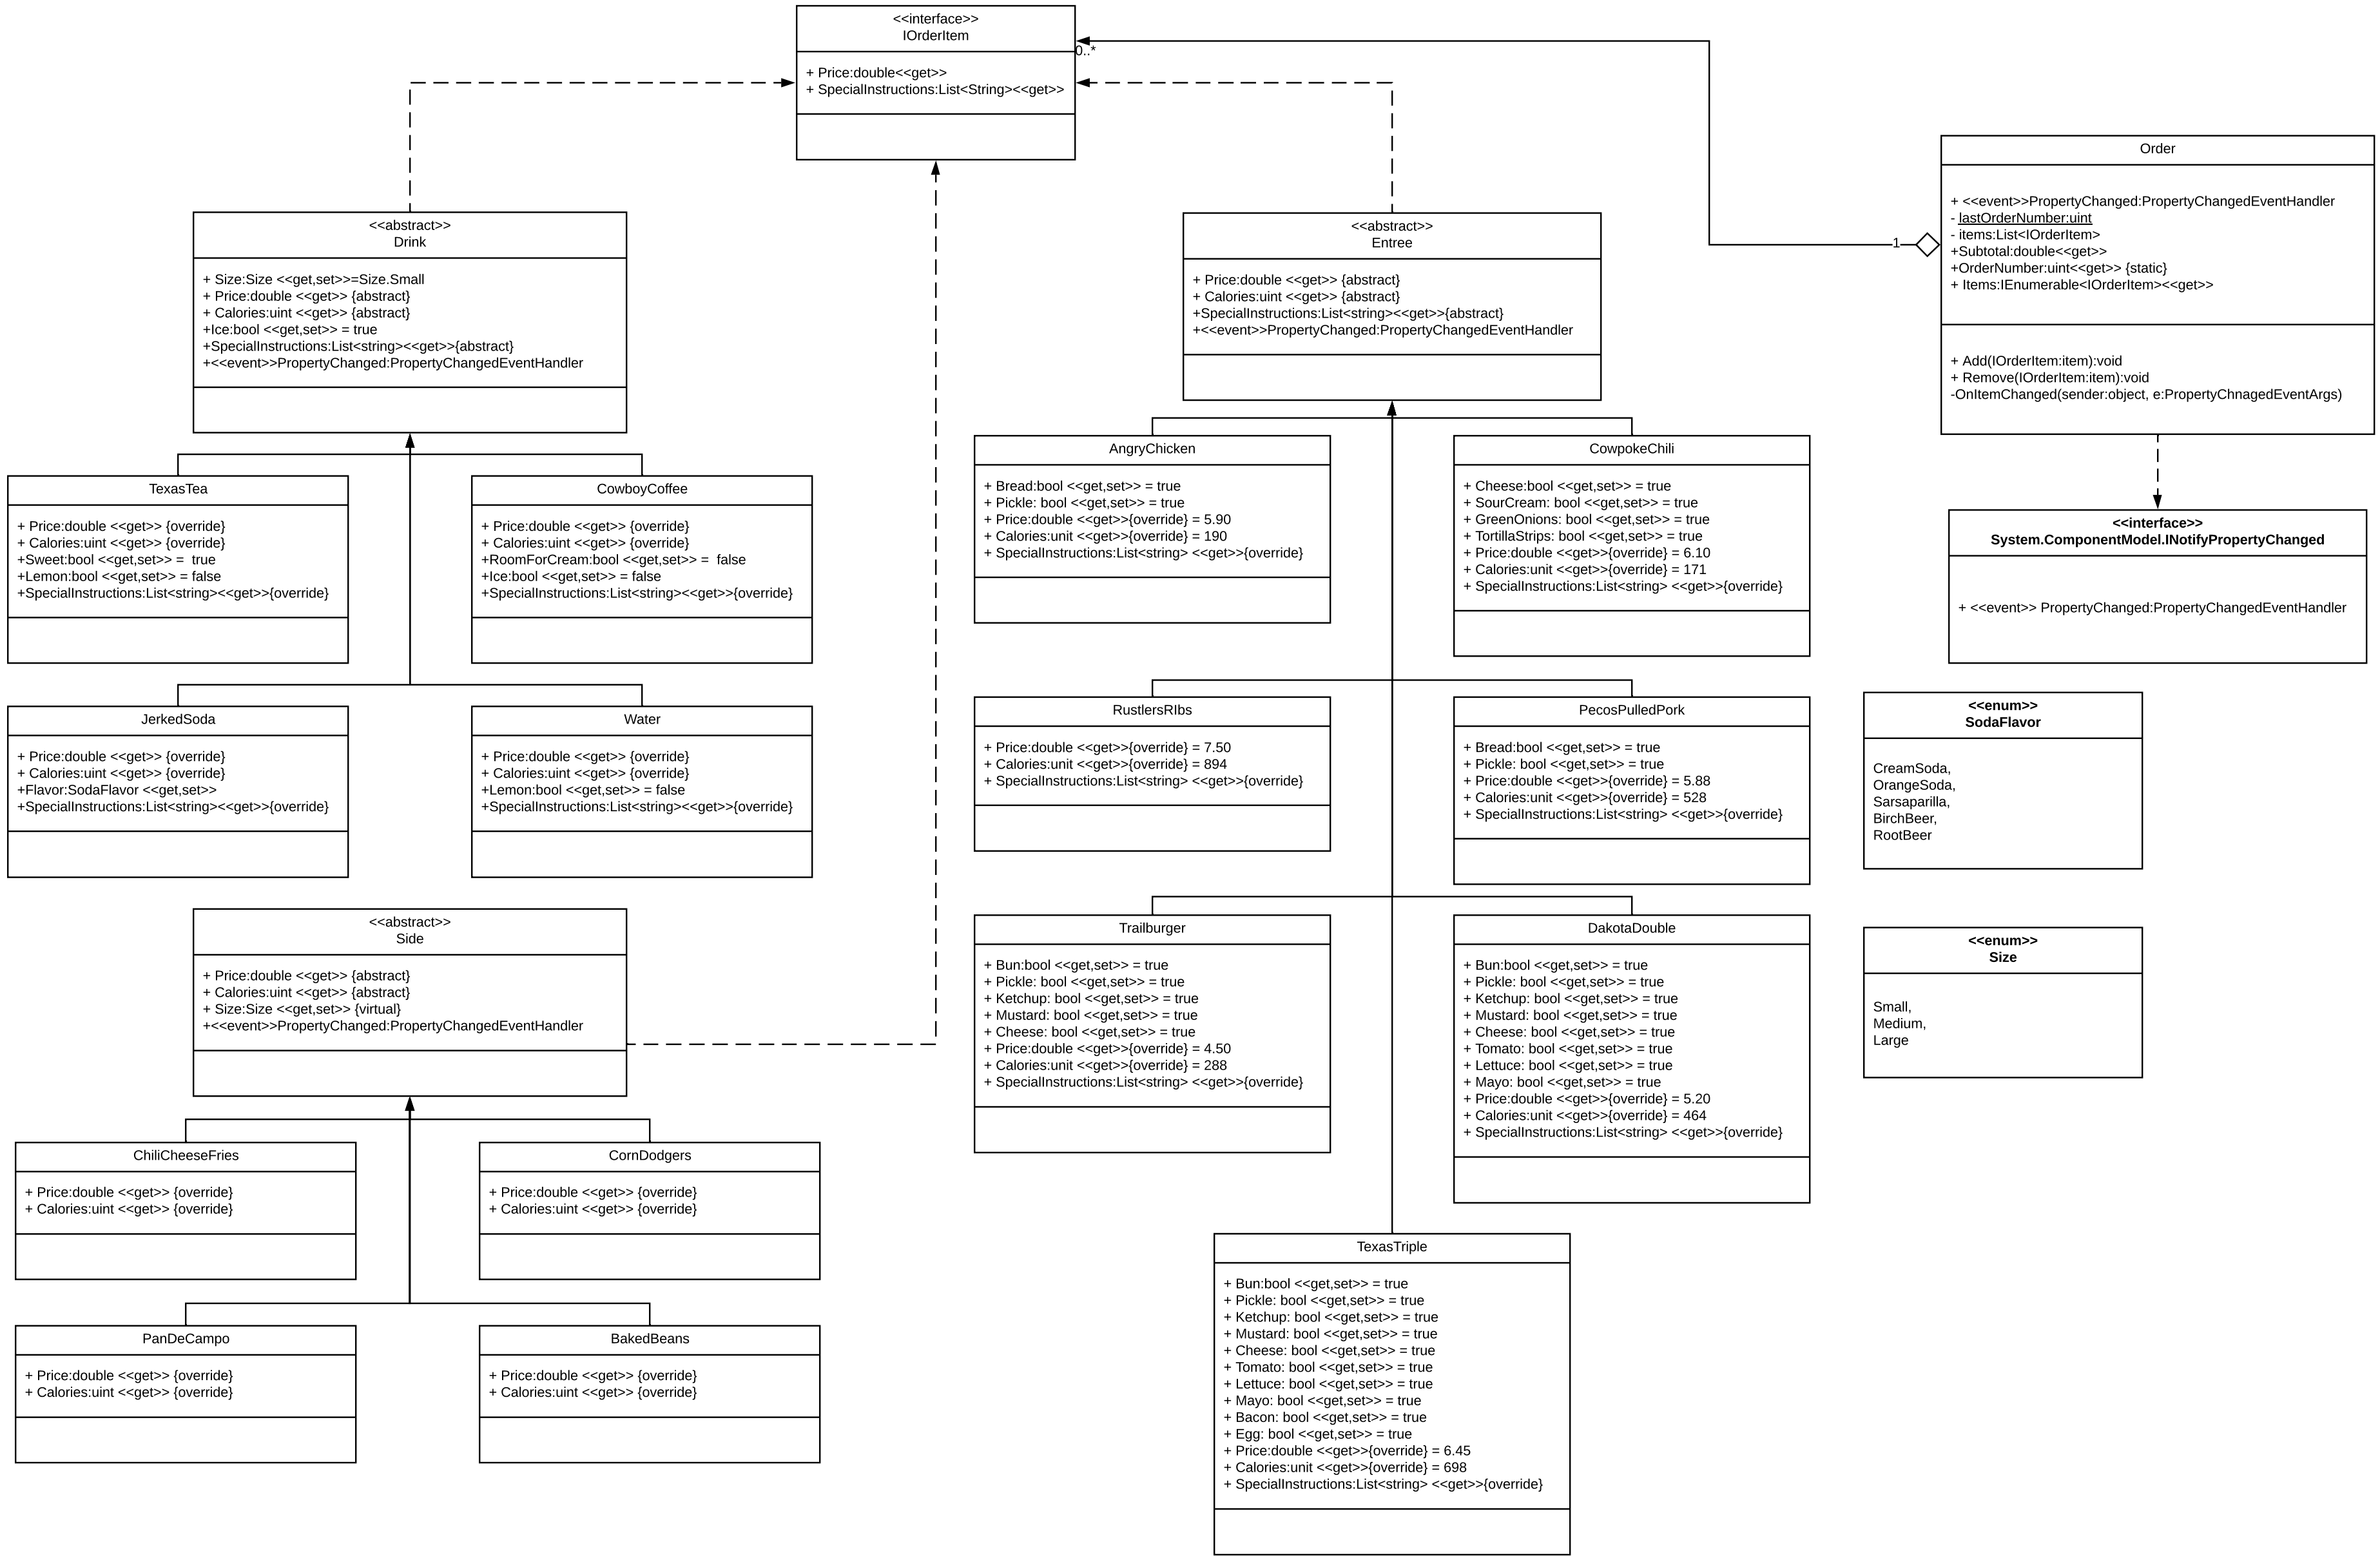 <<interface>>
IOrderItem
+ Price:double<<get>>
+ SpecialInstructions:List<String><<get>>
0..*
1
Order
+ <<event>>PropertyChanged:PropertyChangedEventHandler
- lastOrderNumber:uint
- items:List<IOrderItem>
+Subtotal:double<<get>>
+OrderNumber:uint<<get>> {static}
+ Items:IEnumerable<IOrderItem><<get>>
+ Add(IOrderItem:item):void
+ Remove(IOrderItem:item):void
-OnItemChanged(sender:object, e:PropertyChnagedEventArgs)
<<abstract>>
Drink
+ Size:Size <<get,set>>=Size.Small
+ Price:double <<get>> {abstract}
+ Calories:uint <<get>> {abstract}
+Ice:bool <<get,set>> = true
+SpecialInstructions:List<string><<get>>{abstract}
+<<event>>PropertyChanged:PropertyChangedEventHandler
<<abstract>>
Entree
+ Price:double <<get>> {abstract}
+ Calories:uint <<get>> {abstract}
+SpecialInstructions:List<string><<get>>{abstract}
+<<event>>PropertyChanged:PropertyChangedEventHandler
TexasTea
+ Price:double <<get>> {override}
+ Calories:uint <<get>> {override}
+Sweet:bool <<get,set>> =  true
+Lemon:bool <<get,set>> = false
+SpecialInstructions:List<string><<get>>{override}
CowboyCoffee
+ Price:double <<get>> {override}
+ Calories:uint <<get>> {override}
+RoomForCream:bool <<get,set>> =  false
+Ice:bool <<get,set>> = false
+SpecialInstructions:List<string><<get>>{override}
AngryChicken
+ Bread:bool <<get,set>> = true
+ Pickle: bool <<get,set>> = true
+ Price:double <<get>>{override} = 5.90
+ Calories:unit <<get>>{override} = 190
+ SpecialInstructions:List<string> <<get>>{override}
CowpokeChili
+ Cheese:bool <<get,set>> = true
+ SourCream: bool <<get,set>> = true
+ GreenOnions: bool <<get,set>> = true
+ TortillaStrips: bool <<get,set>> = true
+ Price:double <<get>>{override} = 6.10
+ Calories:unit <<get>>{override} = 171
+ SpecialInstructions:List<string> <<get>>{override}
<<interface>>
System.ComponentModel.INotifyPropertyChanged
+ <<event>> PropertyChanged:PropertyChangedEventHandler
JerkedSoda
+ Price:double <<get>> {override}
+ Calories:uint <<get>> {override}
+Flavor:SodaFlavor <<get,set>>
+SpecialInstructions:List<string><<get>>{override}
Water
+ Price:double <<get>> {override}
+ Calories:uint <<get>> {override}
+Lemon:bool <<get,set>> = false
+SpecialInstructions:List<string><<get>>{override}
RustlersRIbs
+ Price:double <<get>>{override} = 7.50
+ Calories:unit <<get>>{override} = 894
+ SpecialInstructions:List<string> <<get>>{override}
PecosPulledPork
+ Bread:bool <<get,set>> = true
+ Pickle: bool <<get,set>> = true
+ Price:double <<get>>{override} = 5.88
+ Calories:unit <<get>>{override} = 528
+ SpecialInstructions:List<string> <<get>>{override}
<<enum>>
SodaFlavor
CreamSoda,
OrangeSoda,
Sarsaparilla,
BirchBeer,
RootBeer
<<abstract>>
Side
+ Price:double <<get>> {abstract}
+ Calories:uint <<get>> {abstract}
+ Size:Size <<get,set>> {virtual}
+<<event>>PropertyChanged:PropertyChangedEventHandler
Trailburger
+ Bun:bool <<get,set>> = true
+ Pickle: bool <<get,set>> = true
+ Ketchup: bool <<get,set>> = true
+ Mustard: bool <<get,set>> = true
+ Cheese: bool <<get,set>> = true
+ Price:double <<get>>{override} = 4.50
+ Calories:unit <<get>>{override} = 288
+ SpecialInstructions:List<string> <<get>>{override}
DakotaDouble
+ Bun:bool <<get,set>> = true
+ Pickle: bool <<get,set>> = true
+ Ketchup: bool <<get,set>> = true
+ Mustard: bool <<get,set>> = true
+ Cheese: bool <<get,set>> = true
+ Tomato: bool <<get,set>> = true
+ Lettuce: bool <<get,set>> = true
+ Mayo: bool <<get,set>> = true
+ Price:double <<get>>{override} = 5.20
+ Calories:unit <<get>>{override} = 464
+ SpecialInstructions:List<string> <<get>>{override}
<<enum>>
Size
Small,
Medium,
Large
ChiliCheeseFries
+ Price:double <<get>> {override}
+ Calories:uint <<get>> {override}
CornDodgers
+ Price:double <<get>> {override}
+ Calories:uint <<get>> {override}
PanDeCampo
+ Price:double <<get>> {override}
+ Calories:uint <<get>> {override}
BakedBeans
+ Price:double <<get>> {override}
+ Calories:uint <<get>> {override}
TexasTriple
+ Bun:bool <<get,set>> = true
+ Pickle: bool <<get,set>> = true
+ Ketchup: bool <<get,set>> = true
+ Mustard: bool <<get,set>> = true
+ Cheese: bool <<get,set>> = true
+ Tomato: bool <<get,set>> = true
+ Lettuce: bool <<get,set>> = true
+ Mayo: bool <<get,set>> = true
+ Bacon: bool <<get,set>> = true
+ Egg: bool <<get,set>> = true
+ Price:double <<get>>{override} = 6.45
+ Calories:unit <<get>>{override} = 698
+ SpecialInstructions:List<string> <<get>>{override}